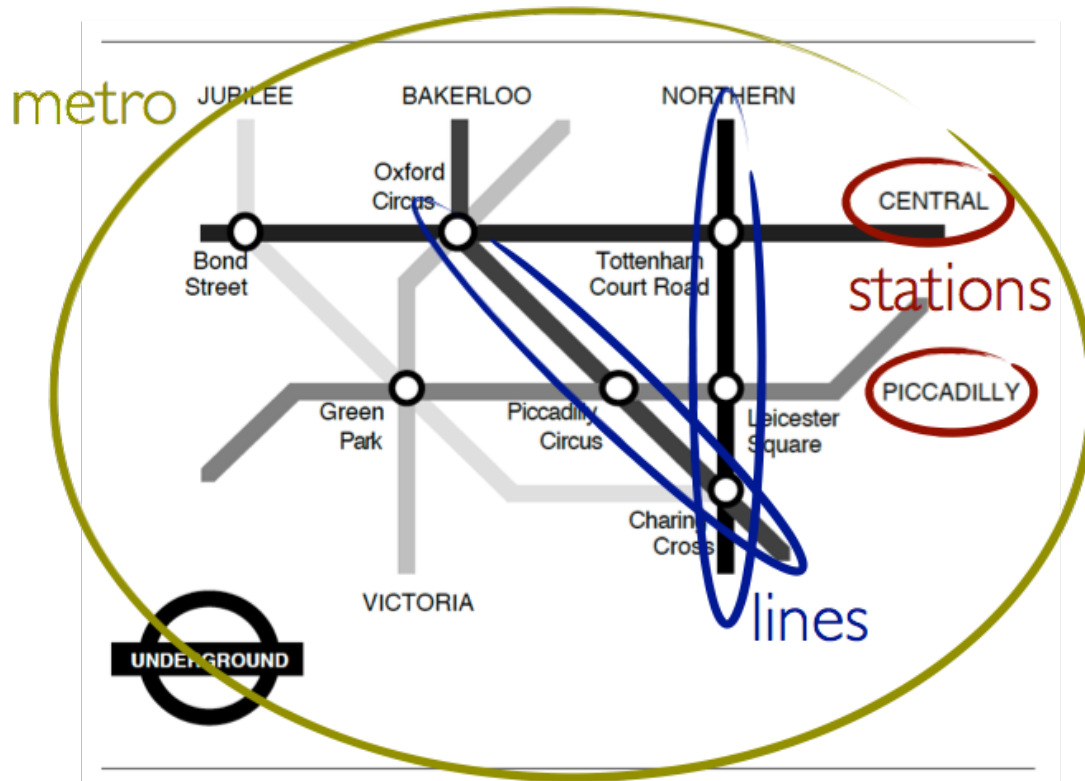 metro
JUBILEE
BAKERLOO
NORTHERN
Oxford
Circus
CENTRAL
Bond
Street
Tottenham
Court Road
stations
Green
Park
Piccadilly
Circus
Leicester
Square
PICCADILLY
Charing
Cross
VICTORIA
lines
UNDERGROUND